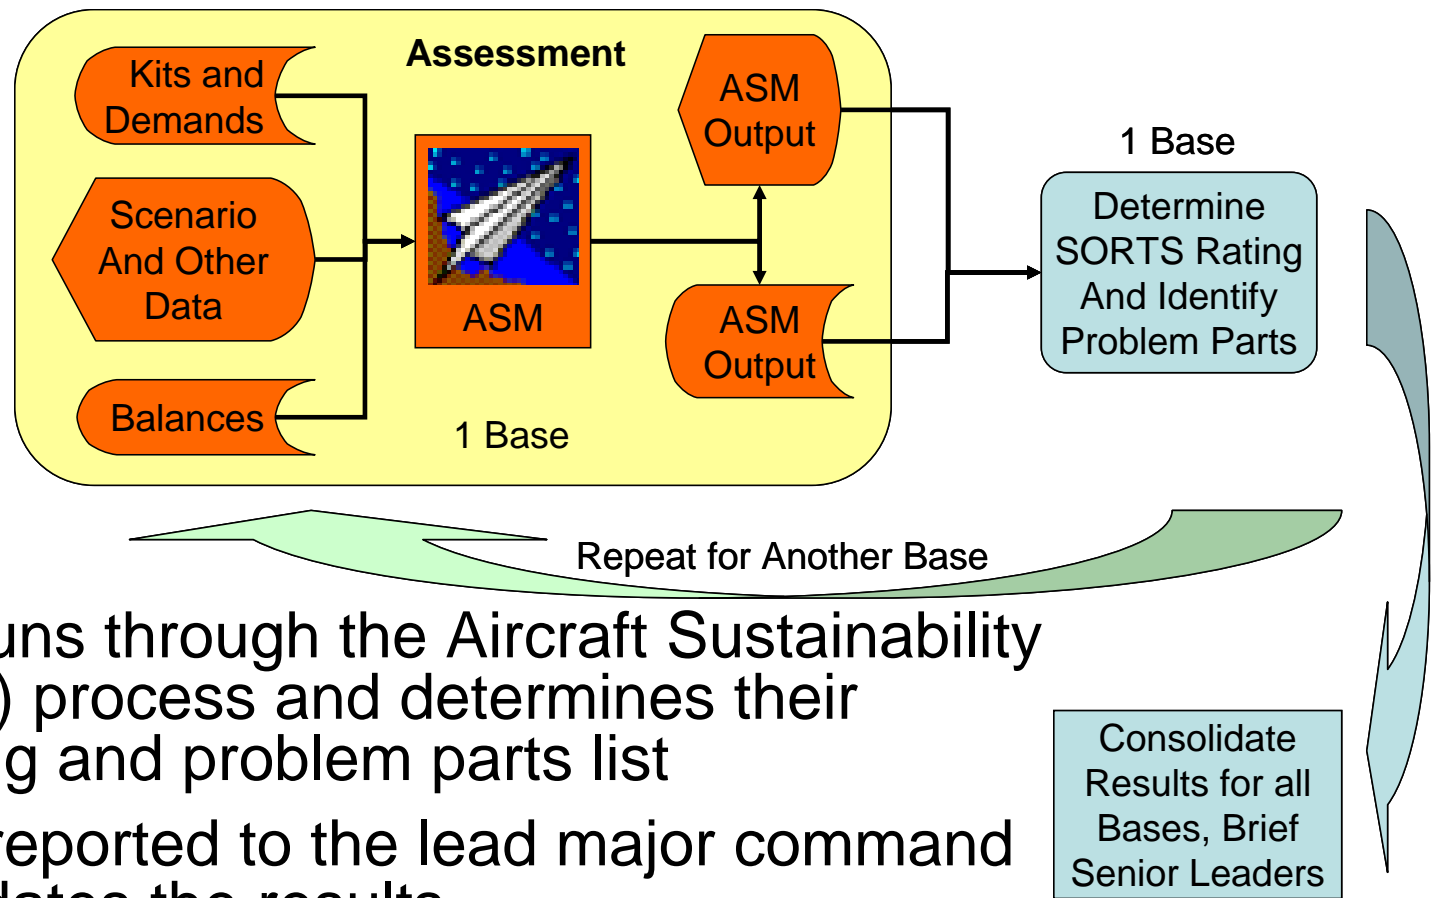 Assessment
Kits and
Demands
Scenario
And Other
Data
Balances
ASM
1 Base
ASM
Output
ASM
Output
1 Base
Determine
SORTS Rating
And Identify
Problem Parts
Repeat for Another Base
through the Aircraft Sustainability
) process and determines their
and problem parts list
reported to the lead major command
the results
Consolidate
Results for all
Bases, Brief
Senior Leaders